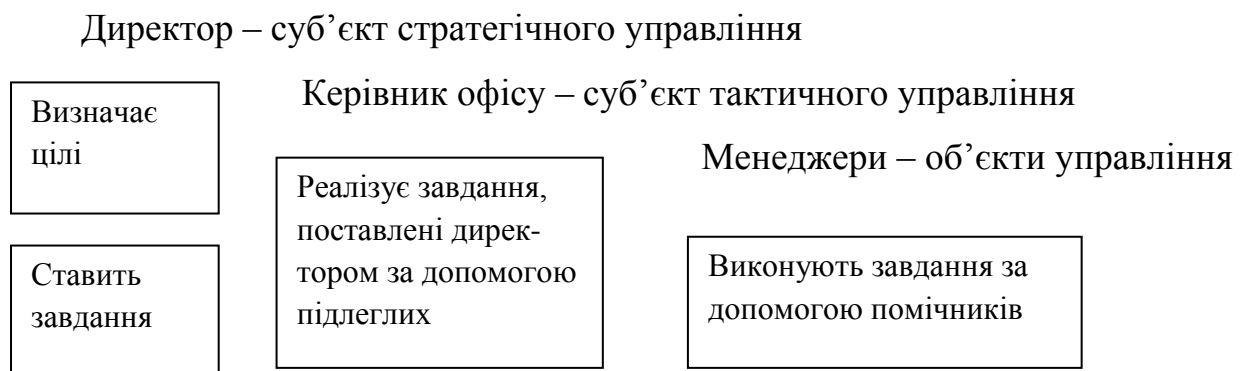 Директор – суб’єкт стратегічного управління
Керівник офісу – суб’єкт тактичного управління
Менеджери – об’єкти управління
Визначає
цілі
Ставить
завдання
Реалізує завдання,
поставлені дирек-
тором за допомогою
підлеглих
Виконують завдання за
допомогою помічників